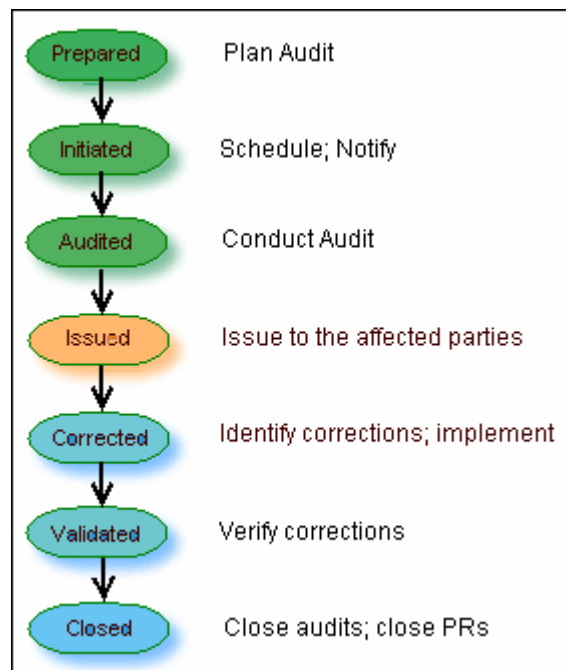 Prepared Plan Audit
Initiated Schedule; Notify
Audited Conduct Audit
Issued Issue to the affected parties
Corrected Identify corrections; implement
Validated Verify corrections
Closed Close audits; close PRs